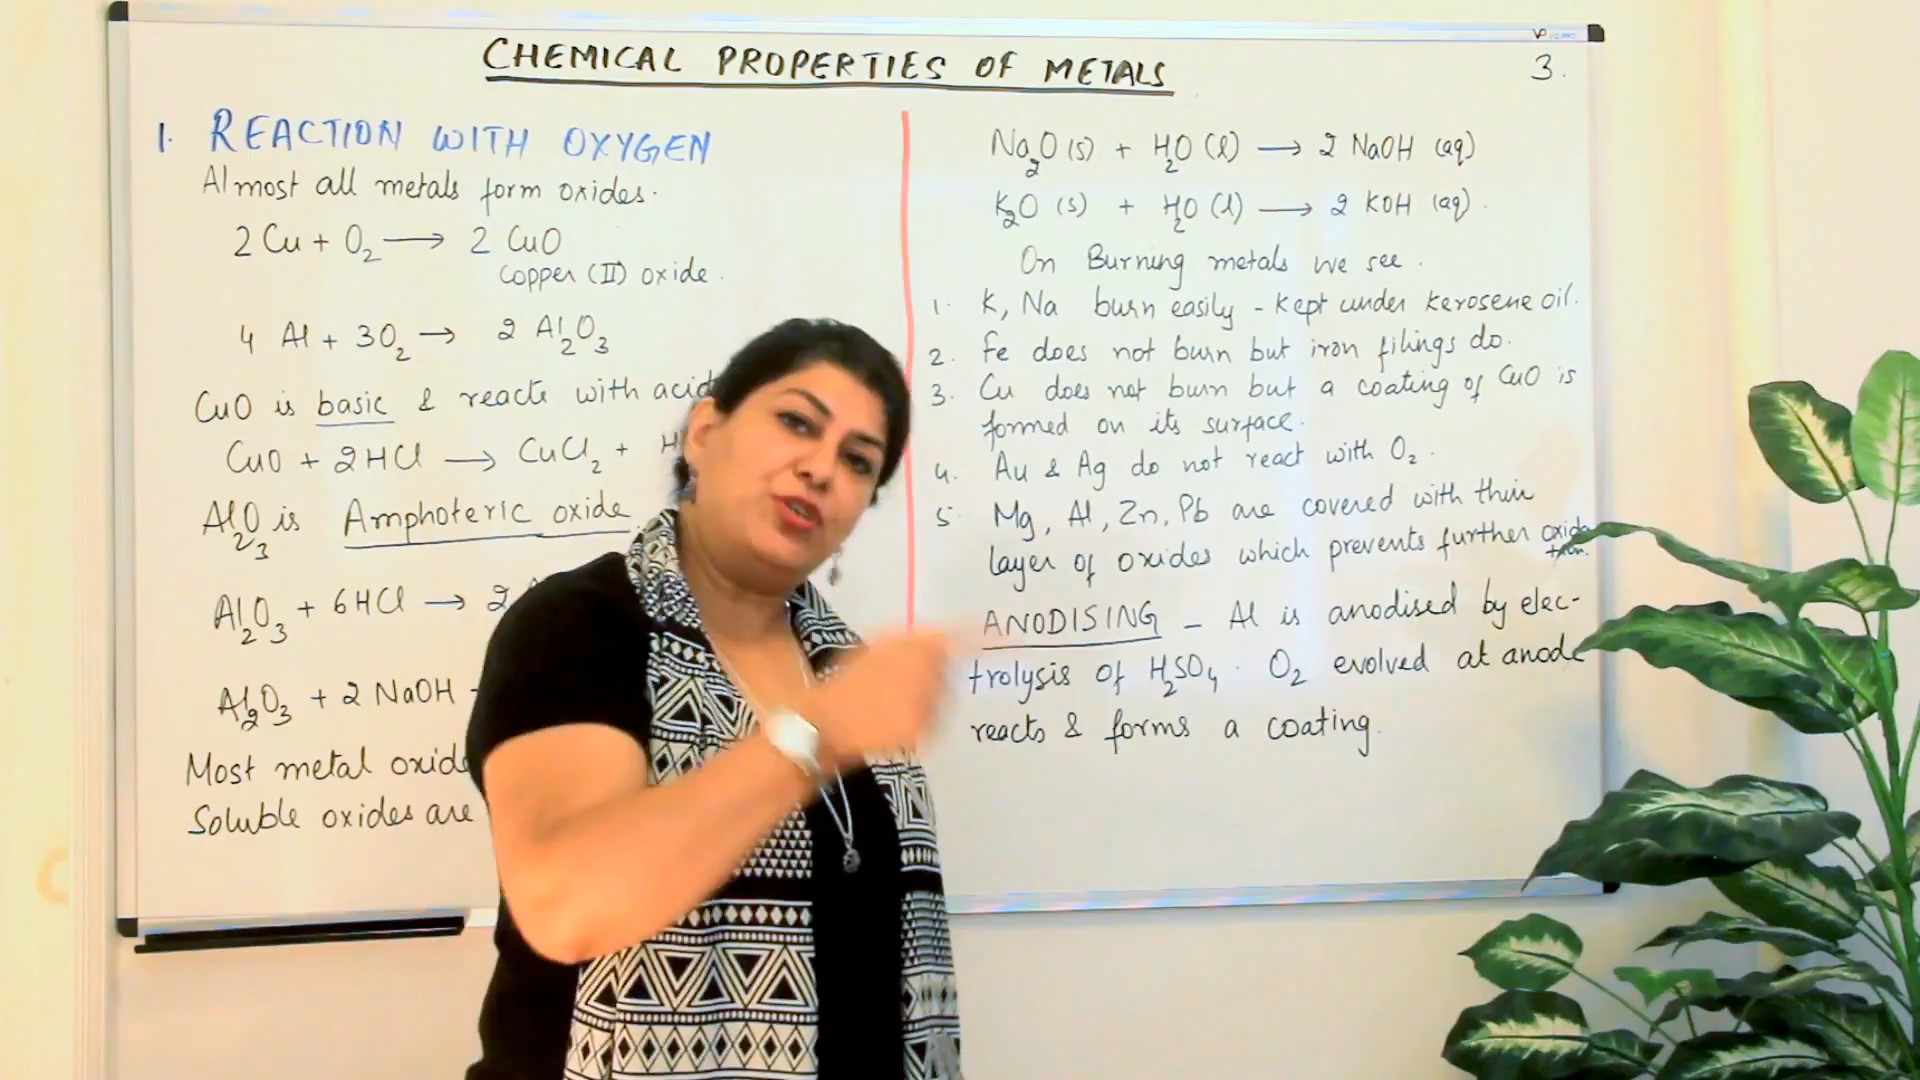 CHEMICAL PROPERTIES OF METALS
3.
1. REACTION WITH OXYGEN
Almost all metals form oxides.
2 Cu + O2 → 2 CuO
Copper (II) oxide.
4 Al + 3O2 → 2 Al2O3
CuO is basic & reacts with acid
CuO + 2HCl → CuCl2 + H
Al2O3 is Amphoteric oxide.
Al2O3 + 6HCl → 2
Al2O3 + 2 NaOH
Most metal oxide
Soluble oxides are
Na2O (s) + H2O (l) → 2 NaOH (aq)
K2O (s) + H2O (l) → 2 KOH (aq).
On Burning metals we see.
1. K, Na burn easily - kept under kerosene oil.
2. Fe does not burn but iron filings do.
3. Cu does not burn but a coating of CuO is
formed on its surface.
4. Au & Ag do not react with O2.
5. Mg, Al, Zn, Pb are covered with thin
layer of oxides which prevents further oxida
tion.
ANODISING - Al is anodised by elec-
trolysis of H2SO4. O2 evolved at anode
reacts & forms a coating.